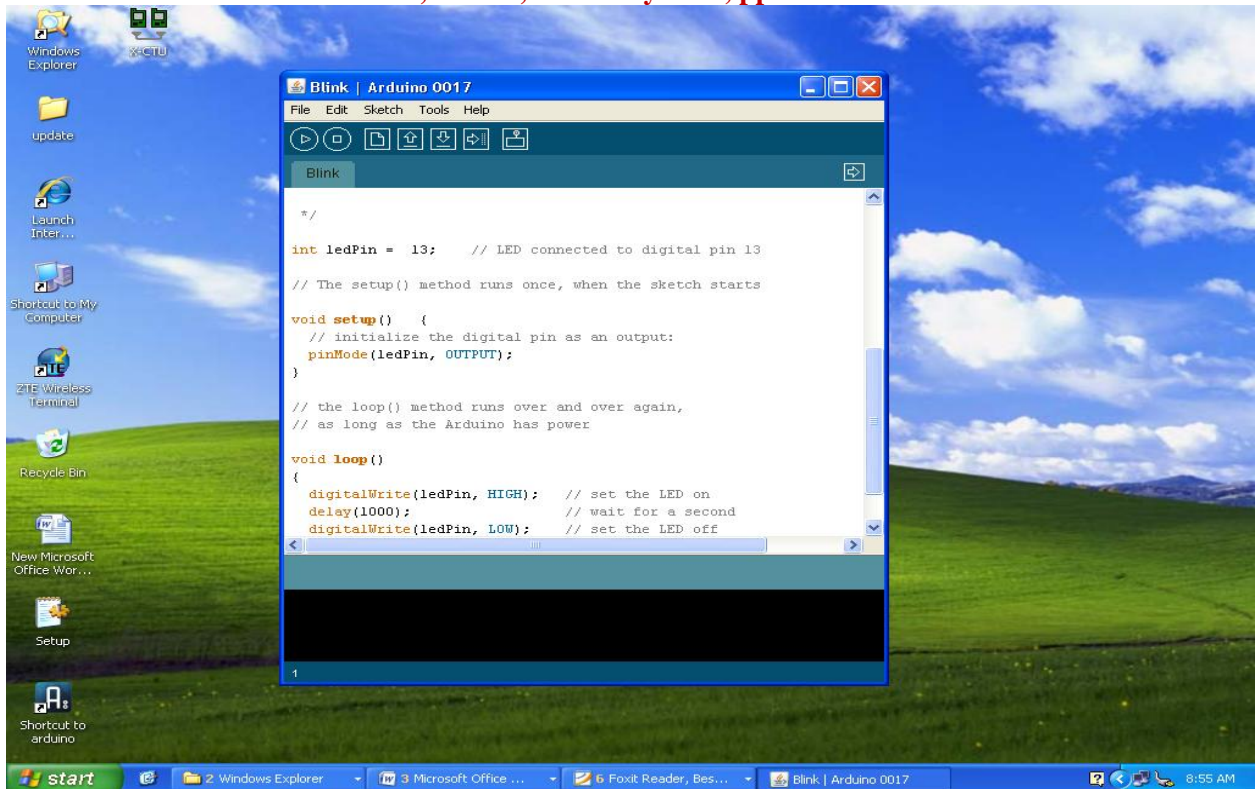 Windows
Explorer
X-CTU
update
Launch
Inter...
Shortcut to My
Computer
ZTE Wireless
Terminal
Recycle Bin
New Microsoft
Office Wor...
Setup
Shortcut to
arduino
Blink | Arduino 0017
File Edit Sketch Tools Help
Blink
*/
int ledPin =  13;    // LED connected to digital pin 13
// The setup() method runs once, when the sketch starts
void setup()   {
// initialize the digital pin as an output:
pinMode(ledPin, OUTPUT);
}
// the loop() method runs over and over again,
// as long as the Arduino has power
void loop()
{
digitalWrite(ledPin, HIGH);   // set the LED on
delay(1000);                  // wait for a second
digitalWrite(ledPin, LOW);    // set the LED off
1
start
2 Windows Explorer
3 Microsoft Office ...
6 Foxit Reader, Bes...
Blink | Arduino 0017
8:55 AM